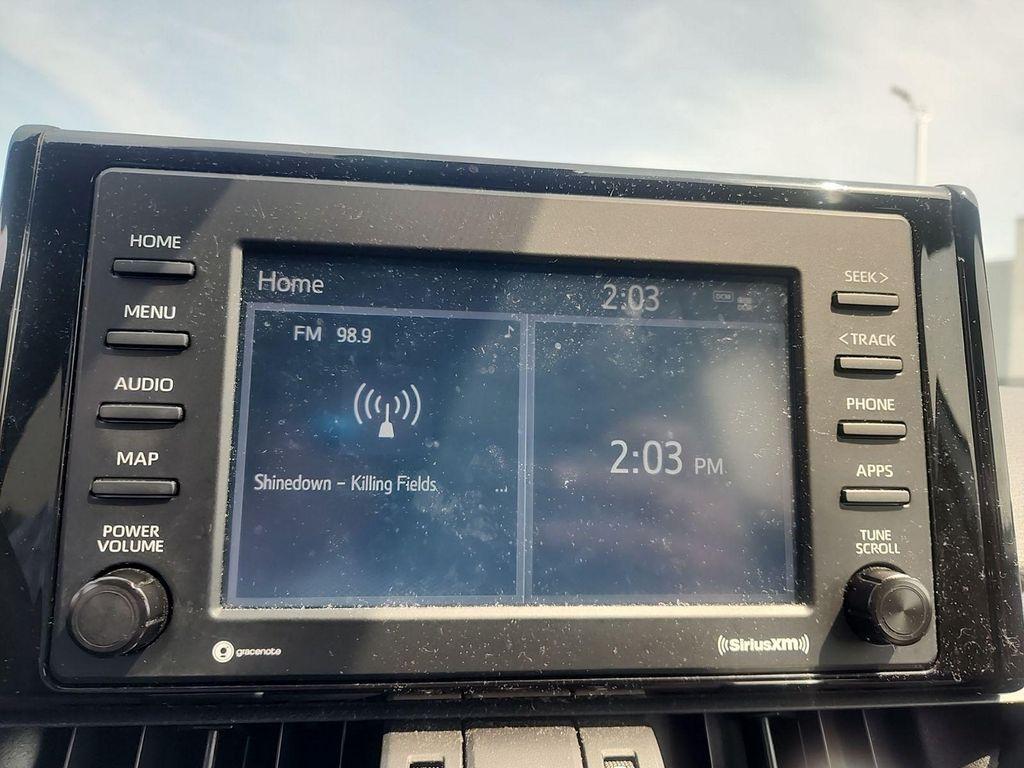 HOME
MENU
AUDIO
MAP
POWER
VOLUME
Home
2:03
DCM
FM 98.9
Shinedown – Killing Fields
...
2:03 PM
SEEK >
< TRACK
PHONE
APPS
TUNE
SCROLL
gracenote
SiriusXM